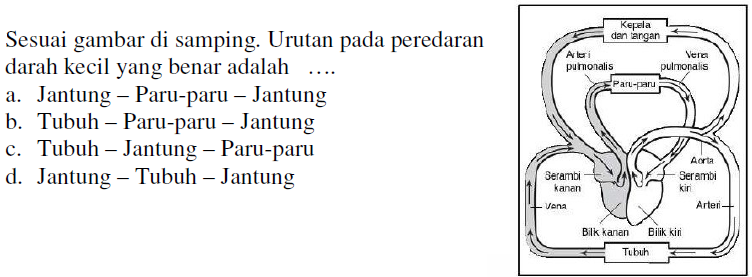 Sesuai gambar di samping. Urutan pada peredaran
darah kecil yang benar adalah ....
a. Jantung – Paru-paru – Jantung
b. Tubuh – Paru-paru – Jantung
c. Tubuh – Jantung – Paru-paru
d. Jantung – Tubuh – Jantung
Kepala
dan tangan
Arteri
pulmonalis
Vena
pulmonalis
Paru-paru
Aorta
Serambi
kanan
Serambi
kiri
Vena
Arteri
Bilik kanan
Bilik kiri
Tubuh